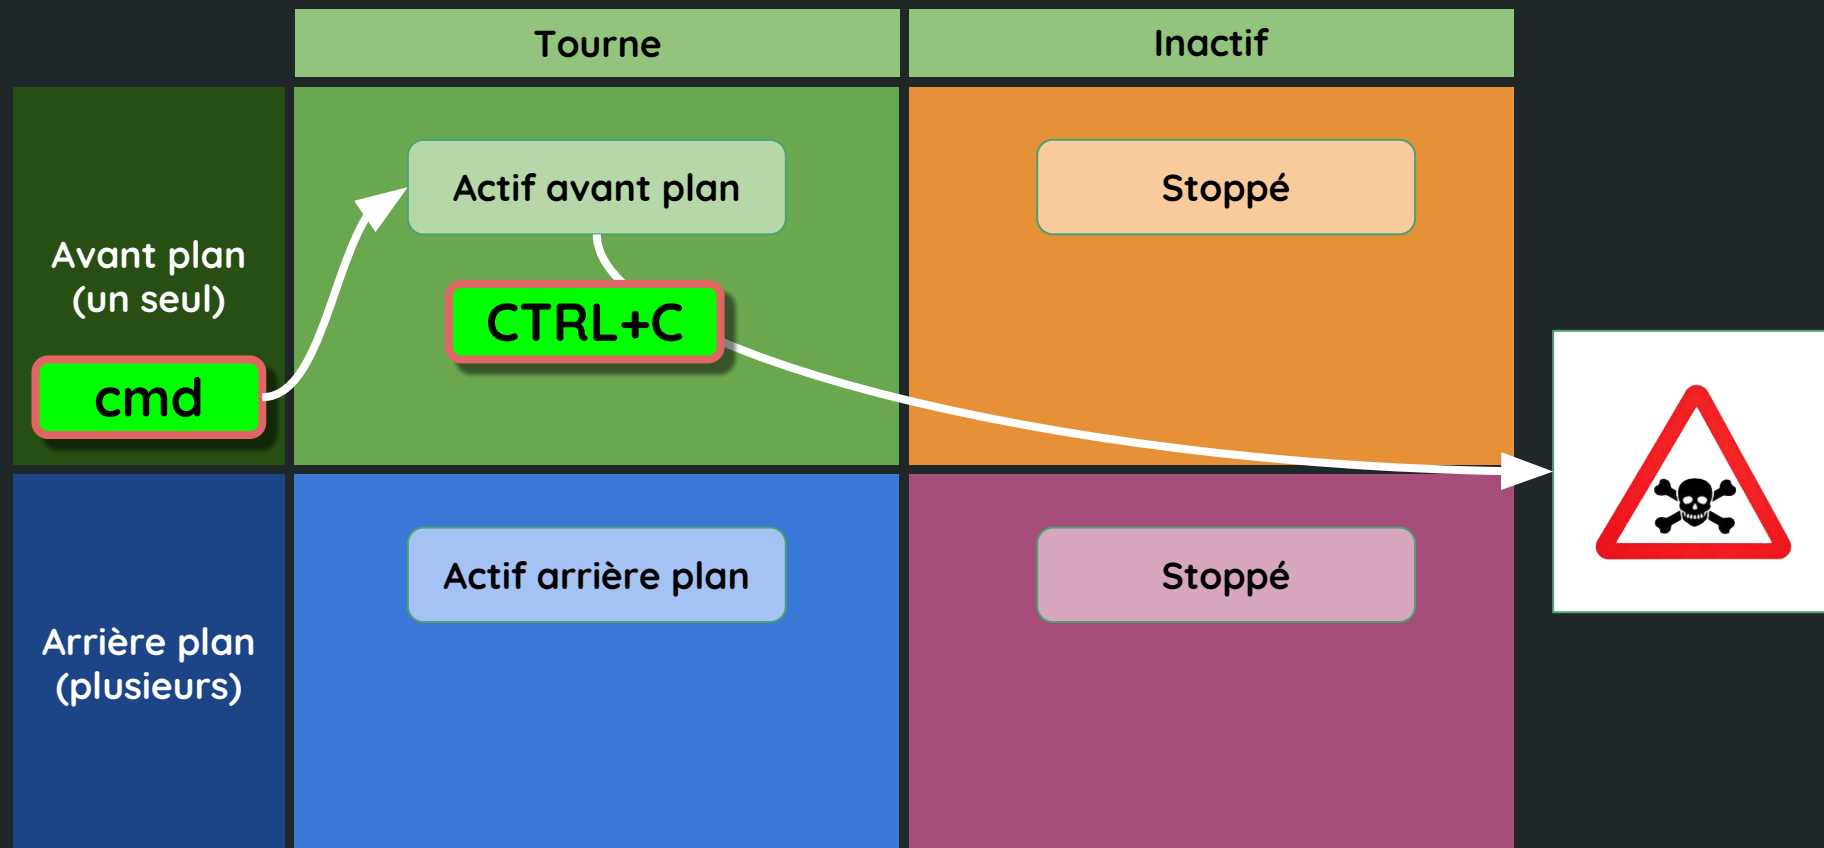 Tourne
Inactif
Actif avant plan
Stoppé
Avant plan
(un seul)
CTRL+C
cmd
Actif arrière plan
Stoppé
Arrière plan
(plusieurs)